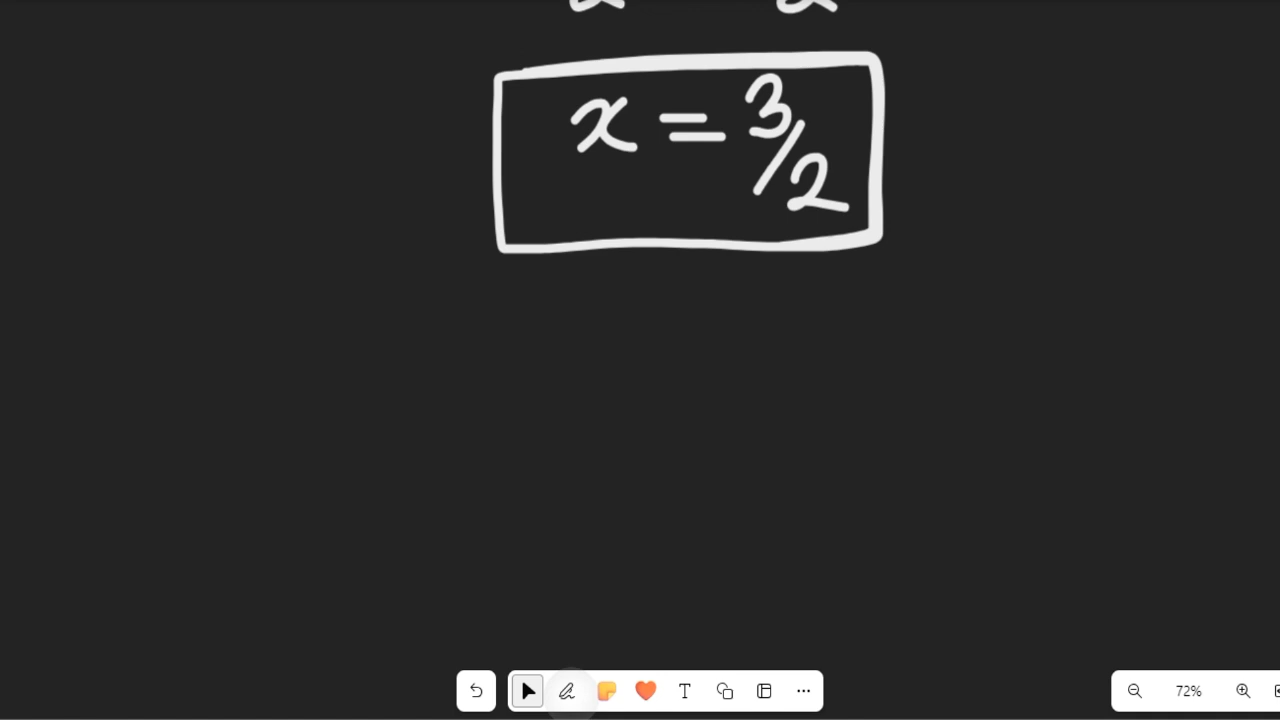 x = 3/2
T
72%